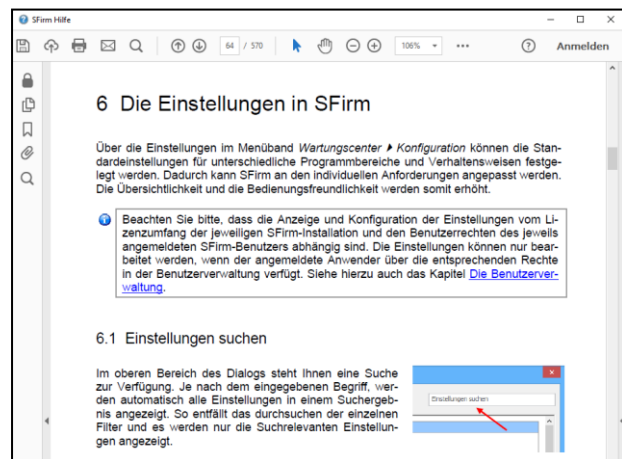 SFirm Hilfe
64 / 570
106%
Anmelden
6 Die Einstellungen in SFirm
Über die Einstellungen im Menüband Wartungscenter ▶ Konfiguration können die Stan-
dardeinstellungen für unterschiedliche Programmbereiche und Verhaltensweisen festge-
legt werden. Dadurch kann SFirm an den individuellen Anforderungen angepasst werden.
Die Übersichtlichkeit und die Bedienungsfreundlichkeit werden somit erhöht.
Beachten Sie bitte, dass die Anzeige und Konfiguration der Einstellungen vom Li-
zenzumfang der jeweiligen SFirm-Installation und den Benutzerrechten des jeweils
angemeldeten SFirm-Benutzers abhängig sind. Die Einstellungen können nur bear-
beitet werden, wenn der angemeldete Anwender über die entsprechenden Rechte
in der Benutzerverwaltung verfügt. Siehe hierzu auch das Kapitel Die Benutzerver-
waltung.
6.1 Einstellungen suchen
Im oberen Bereich des Dialogs steht Ihnen eine Suche
zur Verfügung. Je nach dem eingegebenen Begriff, wer-
den automatisch alle Einstellungen in einem Suchergeb-
nis angezeigt. So entfällt das durchsuchen der einzelnen
Filter und es werden nur die Suchrelevanten Einstellun-
gen angezeigt.
Einstellungen suchen